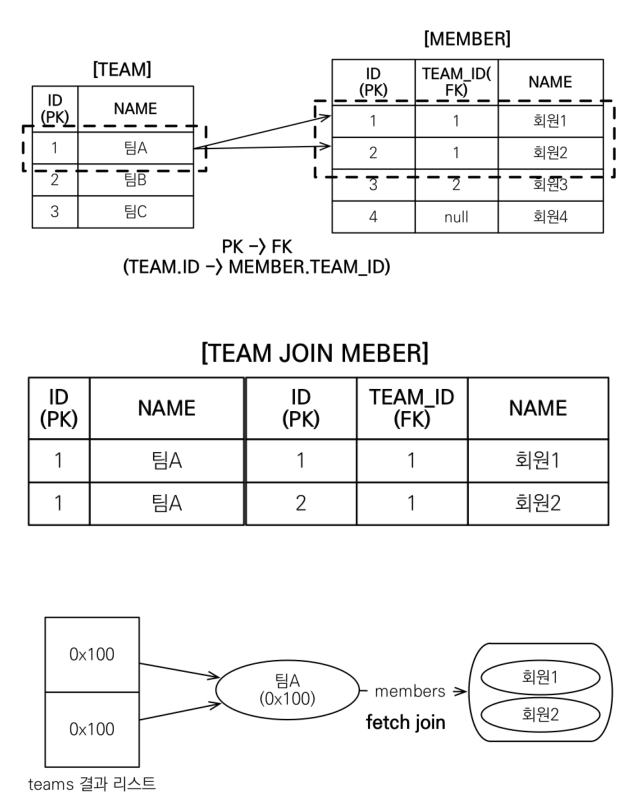 [MEMBER]
[TEAM]
ID (PK) TEAM_ID( FK) NAME
ID (PK) NAME
1 1 회원1
1 팀A
2 1 회원2
2 팀B
3 2 회원3
3 팀C
4 null 회원4
PK -> FK
(TEAM.ID -> MEMBER.TEAM_ID)
[TEAM JOIN MEBER]
ID (PK) NAME ID (PK) TEAM_ID (FK) NAME
1 팀A 1 1 회원1
1 팀A 2 1 회원2
0x100
0x100
팀A
(0x100)
members
fetch join
회원1
회원2
teams 결과 리스트